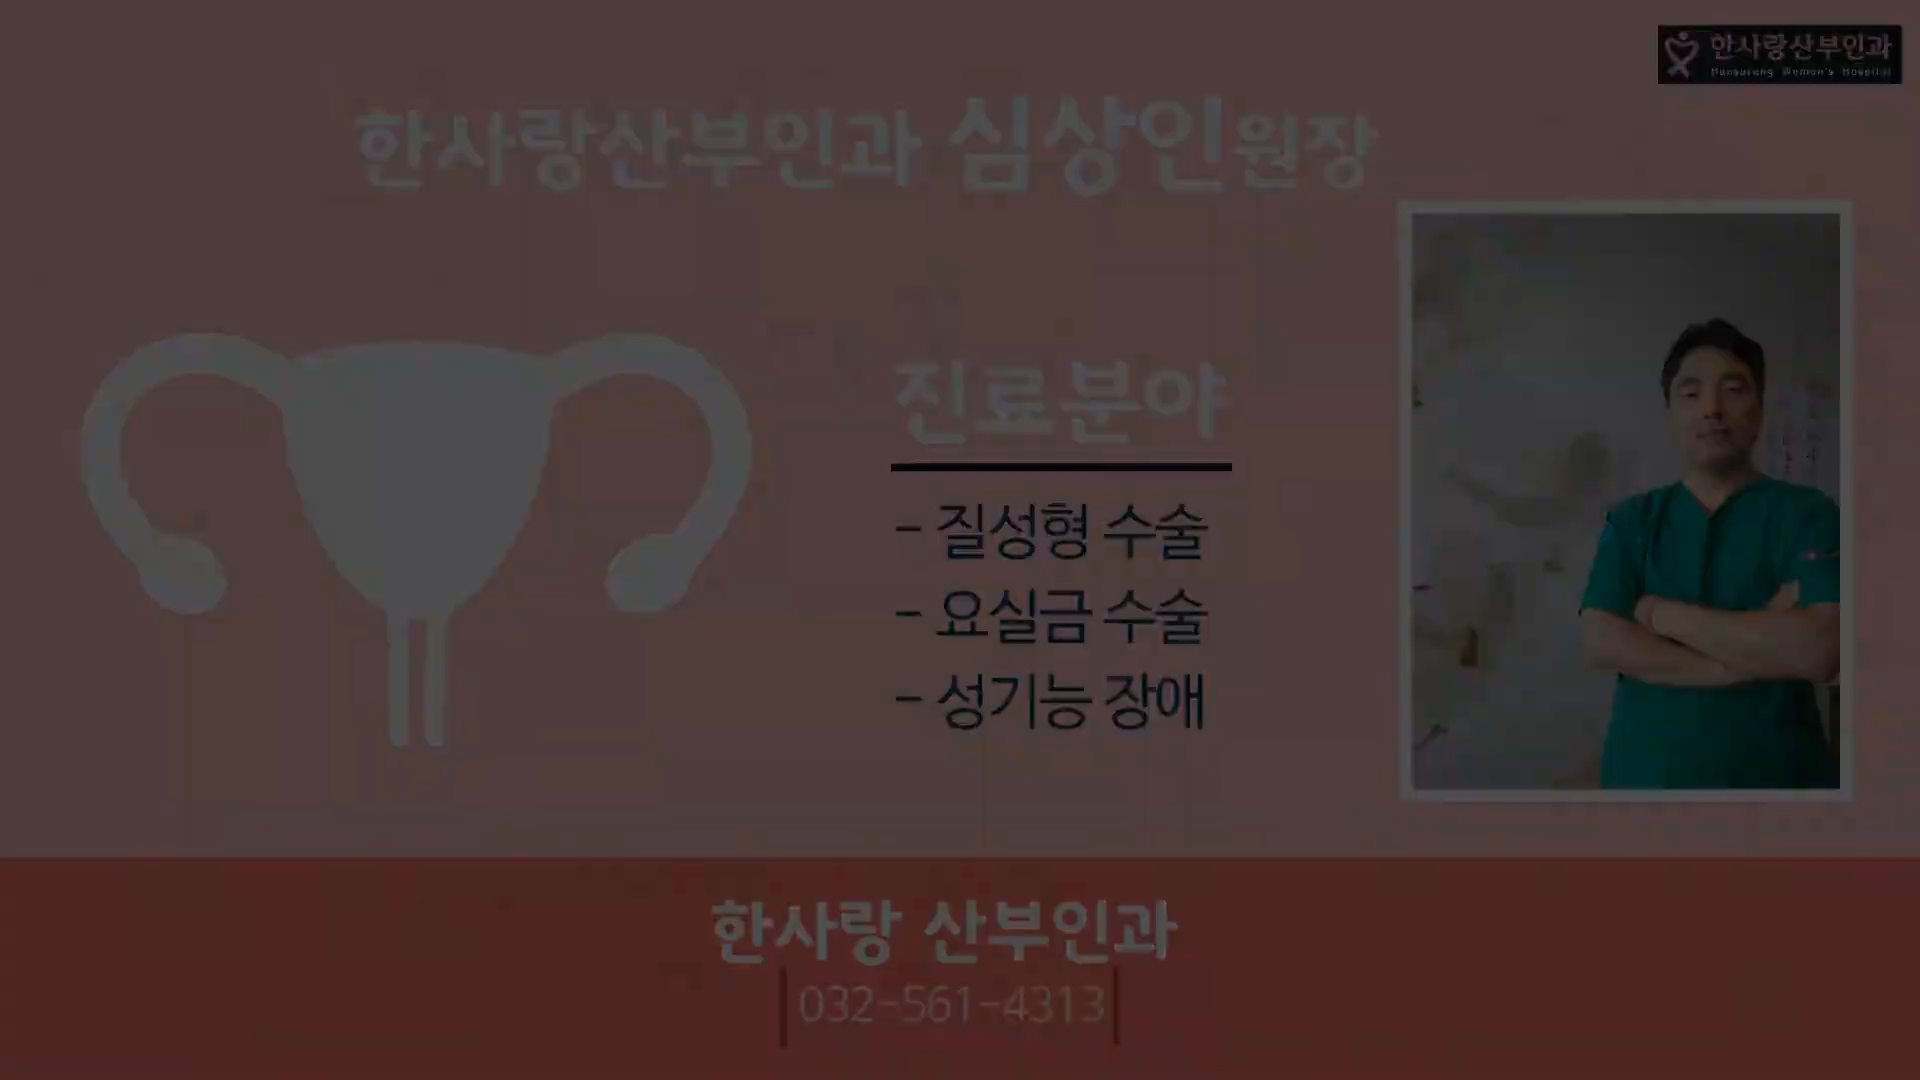 한사랑산부인과
Hansarang Women's Hospital
한사랑산부인과 심상인원장
진료분야
- 질성형 수술
- 요실금 수술
- 성기능 장애
한사랑 산부인과
032-561-4313